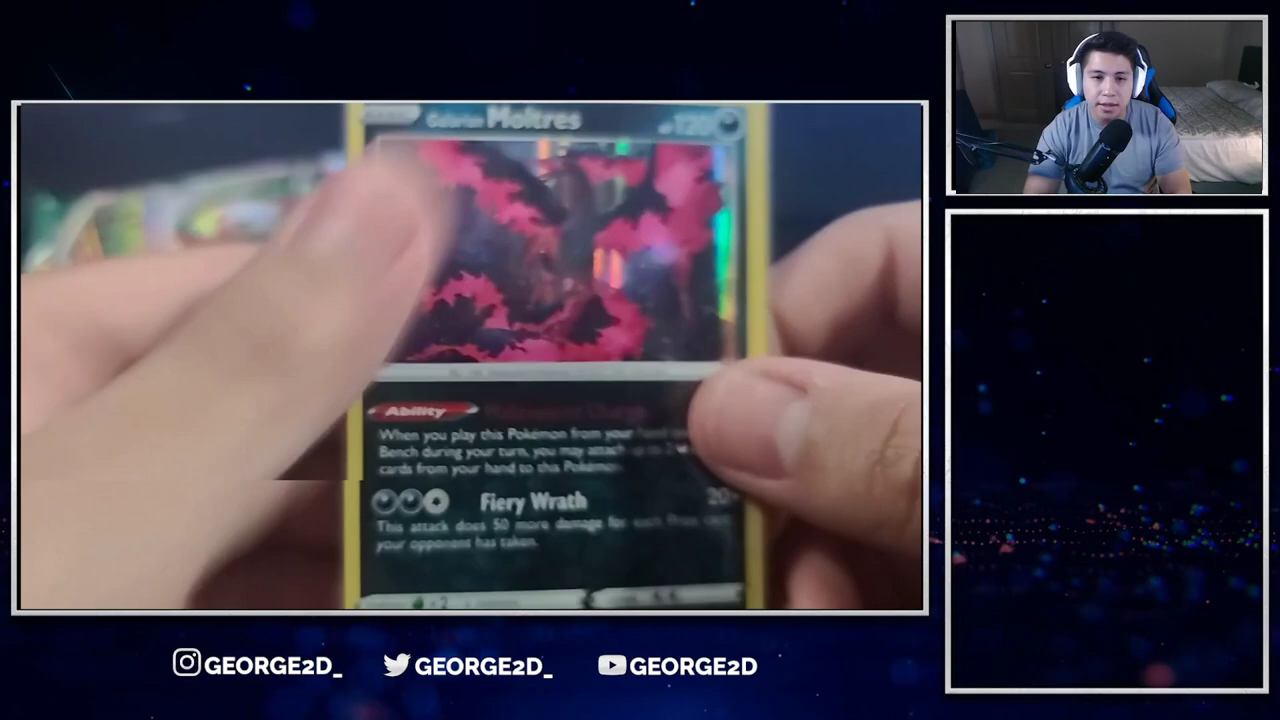 Galarian Moltres 120
Ability
When you play this Pokémon from your hand
Bench during your turn, you may attach up to 2
cards from your hand to this Pokémon.
Fiery Wrath 20+
This attack does 50 more damage for each Prize card
your opponent has taken.
×2
GEORGE2D_ GEORGE2D_ GEORGE2D